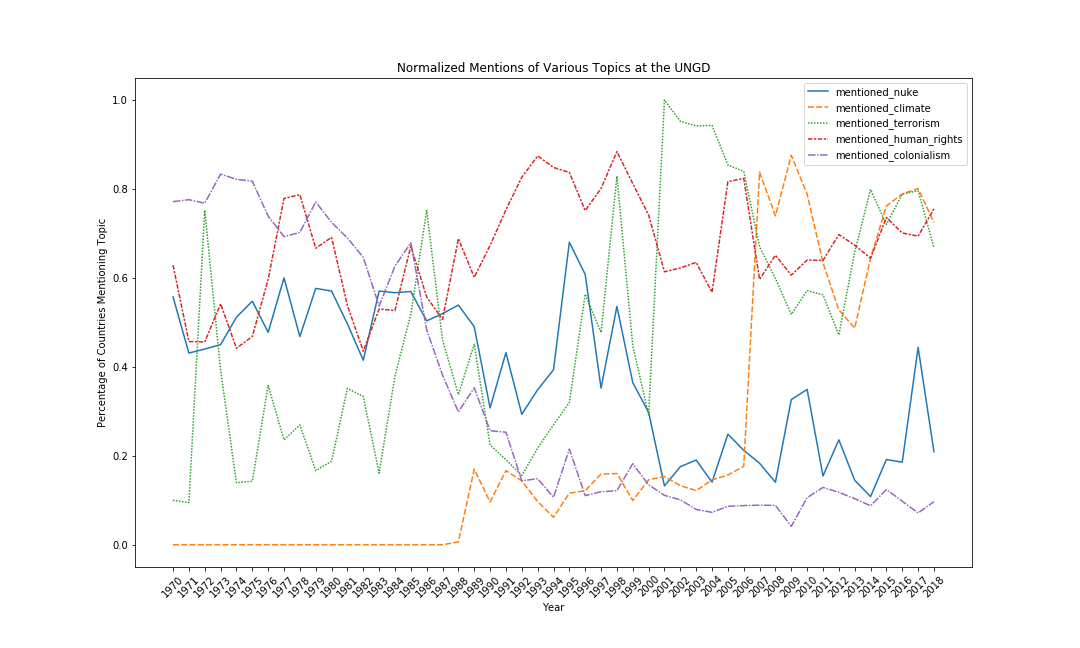 Normalized Mentions of Various Topics at the UNGD
mentioned_nuke
mentioned_climate
mentioned_terrorism
mentioned_human_rights
mentioned_colonialism
Percentage of Countries Mentioning Topic
1.0
0.8
0.6
0.4
0.2
0.0
1970 1971 1972 1973 1974 1975 1976 1977 1978 1979 1980 1981 1982 1983 1984 1985 1986 1987 1988 1989 1990 1991 1992 1993 1994 1995 1996 1997 1998 1999 2000 2001 2002 2003 2004 2005 2006 2007 2008 2009 2010 2011 2012 2013 2014 2015 2016 2017 2018
Year